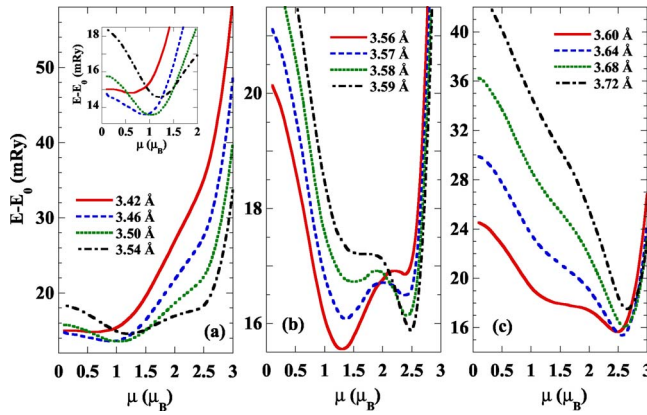 18
16
14
E-E0 (mRy)
0 0.5 1 1.5 2
μ (μB)
50
40
30
20
E-E0 (mRy)
3.42 Å
3.46 Å
3.50 Å
3.54 Å
(a)
0 0.5 1 1.5 2 2.5 3
μ (μB)
20
18
16
3.56 Å
3.57 Å
3.58 Å
3.59 Å
(b)
0.5 1 1.5 2 2.5 3
μ (μB)
40
36
32
28
24
20
16
3.60 Å
3.64 Å
3.68 Å
3.72 Å
(c)
0 0.5 1 1.5 2 2.5 3
μ (μB)